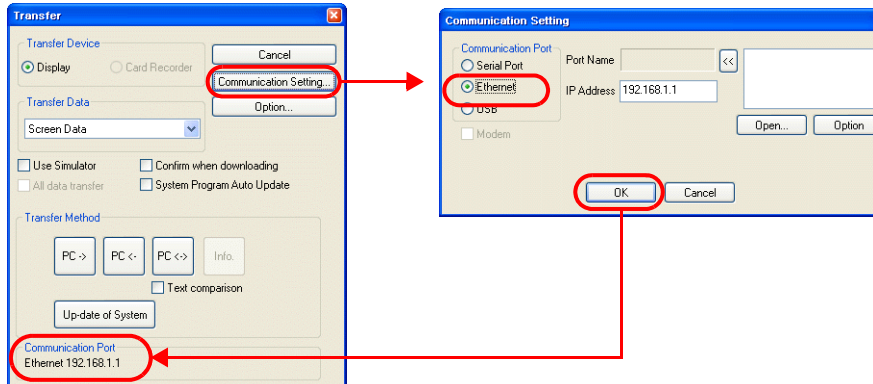 Transfer
Transfer Device
Display
Card Recorder
Cancel
Communication Setting...
Option...
Transfer Data
Screen Data
Use Simulator
Confirm when downloading
All data transfer
System Program Auto Update
Transfer Method
PC ->
PC <-
PC <->
Info.
Text comparison
Up-date of System
Communication Port
Ethernet 192.168.1.1
Communication Setting
Communication Port
Serial Port
Ethernet
USB
Modem
Port Name
<<
IP Address 192.168.1.1
Open...
Option
OK
Cancel